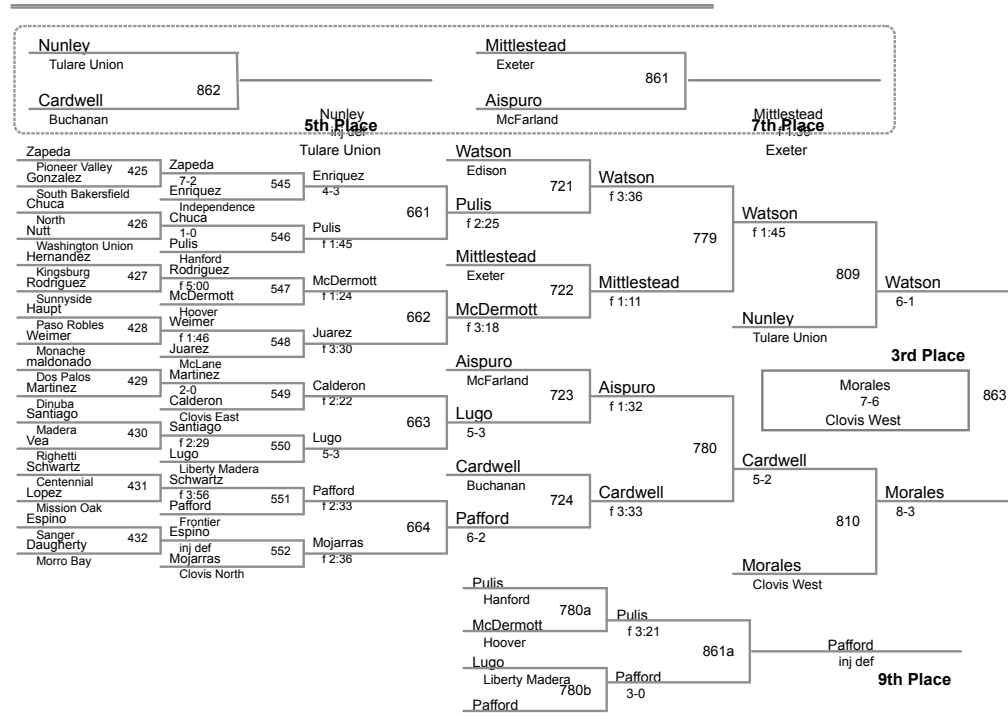 Nunley
Tulare Union
862
Cardwell
Buchanan
Nunley
inj def
5th Place
Tulare Union
Mittlestead
Exeter
861
Aispuro
McFarland
Mittlestead
7th Place
Exeter
Zapeda
Pioneer Valley
425
Gonzalez
South Bakersfield
Chuca
North
426
Nutt
Washington Union
Hernandez
Kingsburg
427
Rodriguez
Sunnyside
Haupt
Paso Robles
428
Weimer
Monache
maldonado
Dos Palos
429
Martinez
Dinuba
Santiago
Madera
430
Vea
Righetti
Schwartz
Centennial
431
Lopez
Mission Oak
Espino
Sanger
432
Daugherty
Morro Bay
Zapeda
7-2
545
Enriquez
Independence
Chuca
1-0
546
Pulis
Hanford
Rodriguez
f 5:00
547
McDermott
Hoover
Weimer
f 1:46
548
Juarez
McLane
Martinez
2-0
549
Calderon
Clovis East
Santiago
f 2:29
550
Lugo
Liberty Madera
Schwartz
f 3:56
551
Pafford
Frontier
Espino
inj def
552
Mojarras
Clovis North
Enriquez
4-3
661
Pulis
f 1:45
McDermott
f 1:24
662
Juarez
f 3:30
Calderon
f 2:22
663
Lugo
5-3
Pafford
f 2:33
664
Mojarras
f 2:36
Watson
Edison
721
Pulis
f 2:25
Mittlestead
Exeter
722
McDermott
f 3:18
Aispuro
McFarland
723
Lugo
5-3
Cardwell
Buchanan
724
Pafford
6-2
Watson
f 3:36
779
Mittlestead
f 1:11
Aispuro
f 1:32
780
Cardwell
f 3:33
Watson
f 1:45
809
Nunley
Tulare Union
Cardwell
5-2
810
Morales
Clovis West
Watson
6-1
3rd Place
Morales
7-6
Clovis West
863
Morales
8-3
Pulis
Hanford
780a
McDermott
Hoover
Lugo
Liberty Madera
780b
Pafford
Pulis
f 3:21
861a
Pafford
3-0
Pafford
inj def
9th Place